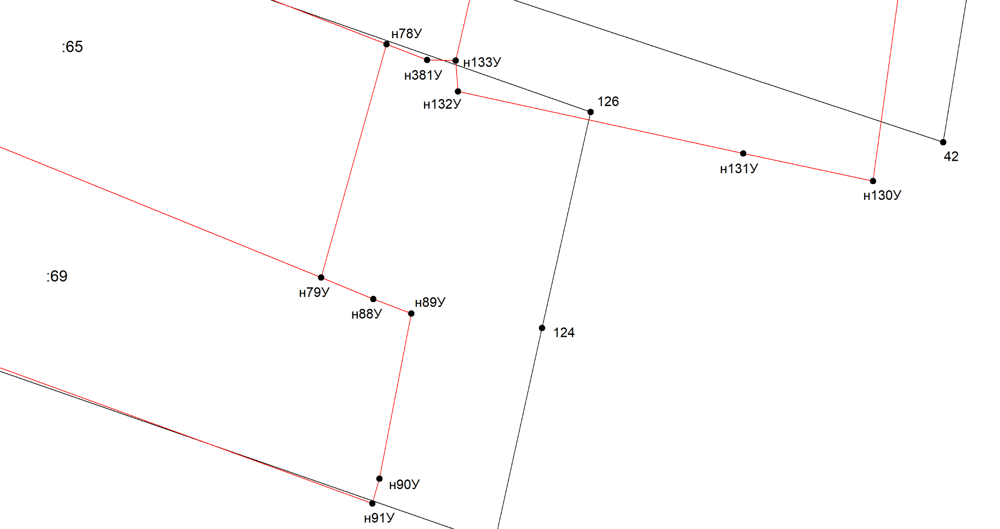 н78У
:65
н133У
н381У
126
н132У
42
н131У
н130У
:69
н79У
н89У
н88У
124
н90У
н91У